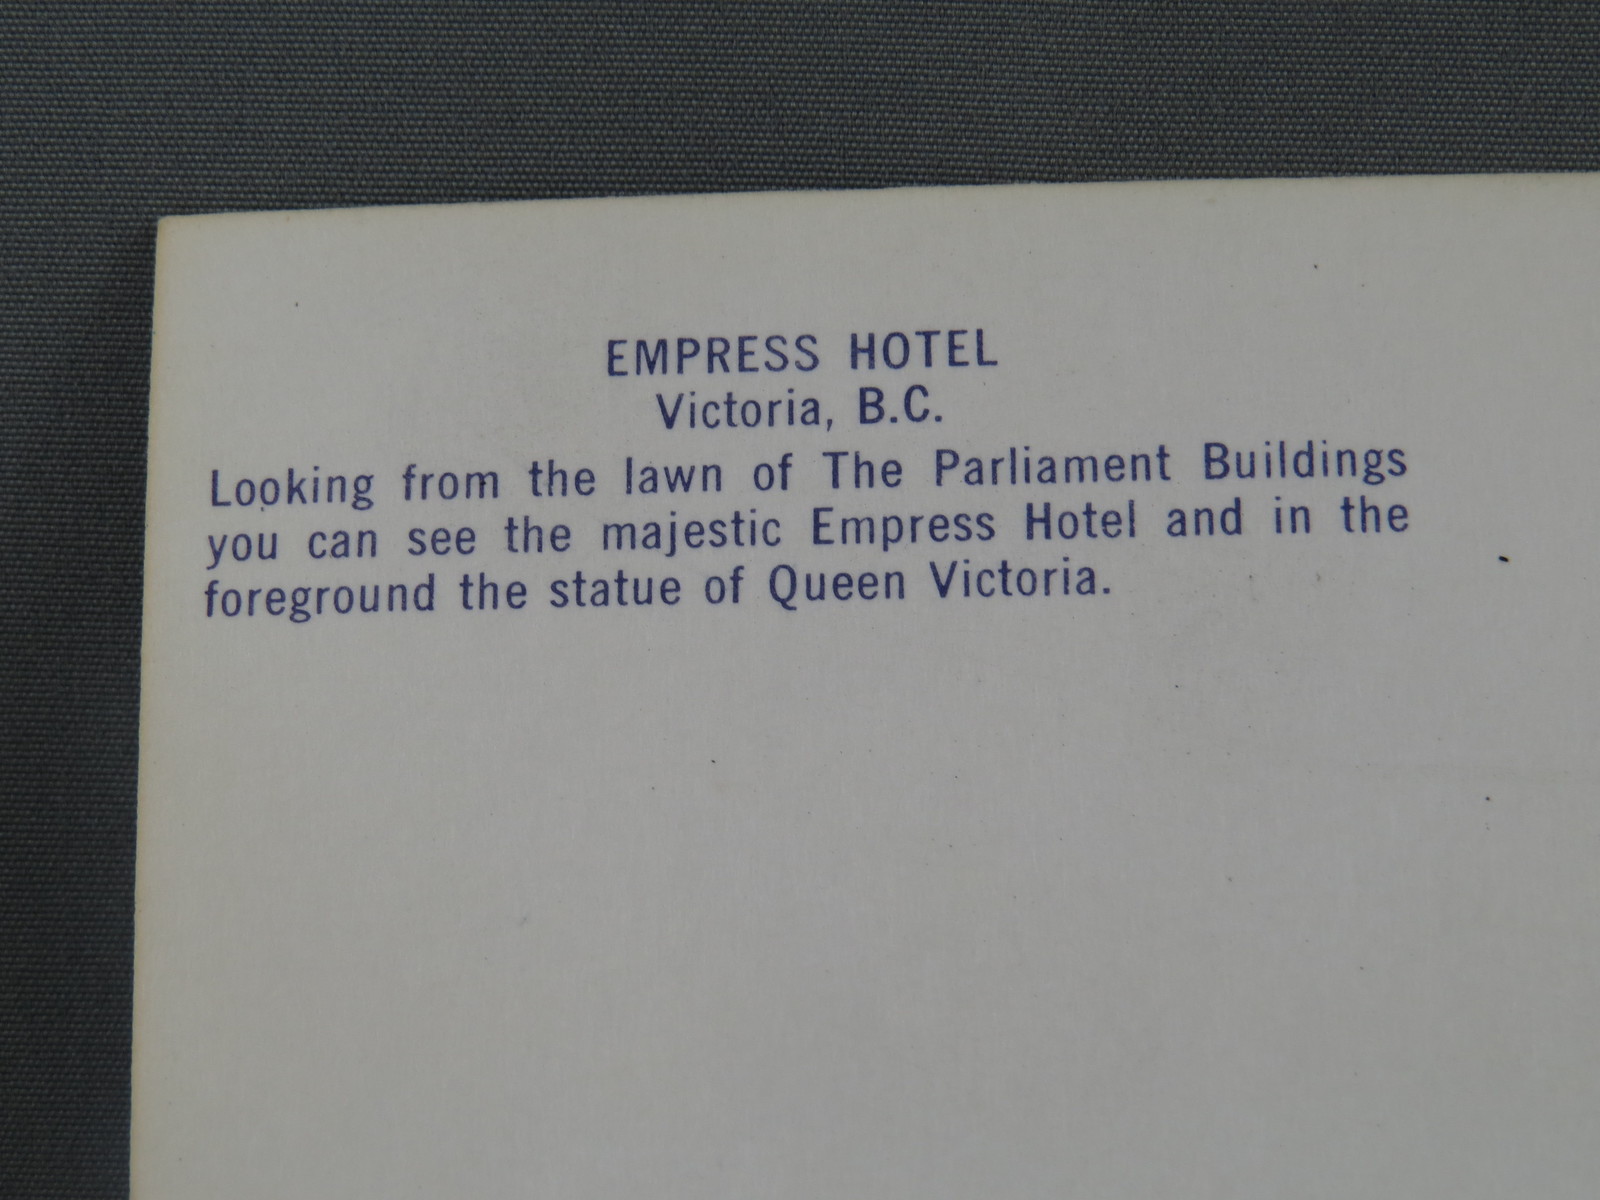 EMPRESS HOTEL
Victoria, B.C.
Looking from the lawn of The Parliament Buildings
you can see the majestic Empress Hotel and in the
foreground the statue of Queen Victoria.